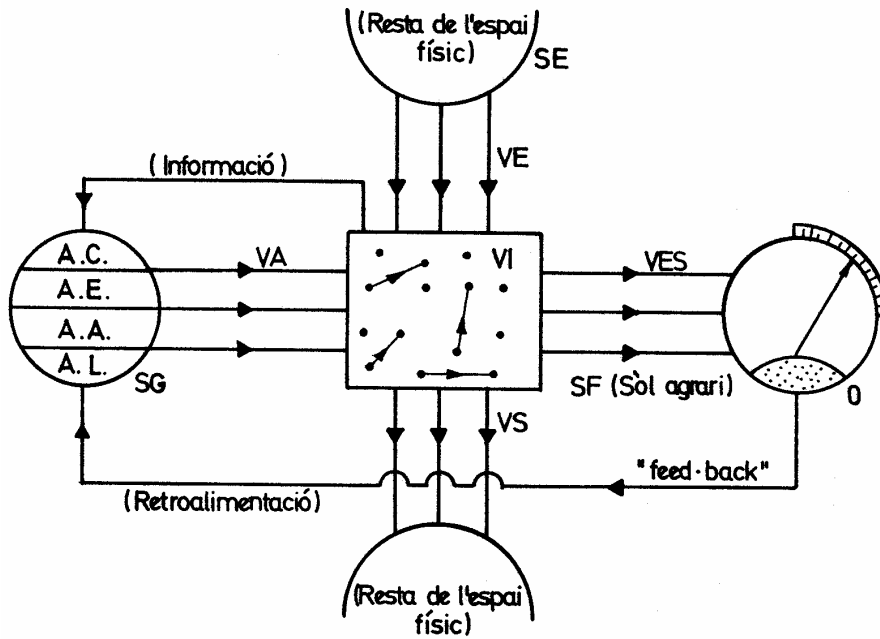 (Resta de l'espai
físic)
SE
VE
(Informació)
A.C.
A.E.
A.A.
A.L.
SG
VA
VI
VES
SF (Sòl agrari)
O
VS
"feed-back"
(Retroalimentació)
(Resta de l'espai
físic)